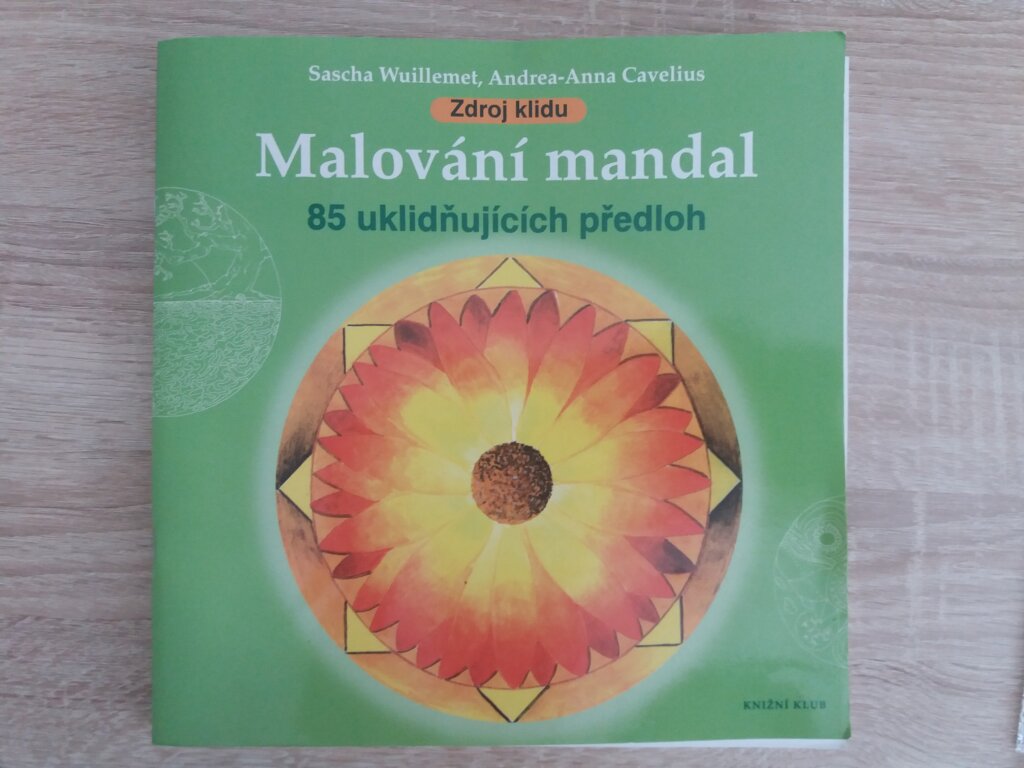 Sascha Wuillemet, Andrea-Anna Cavelius
Zdroj klidu
Malování mandal
85 uklidňujících předloh
KNIŽNÍ KLUB